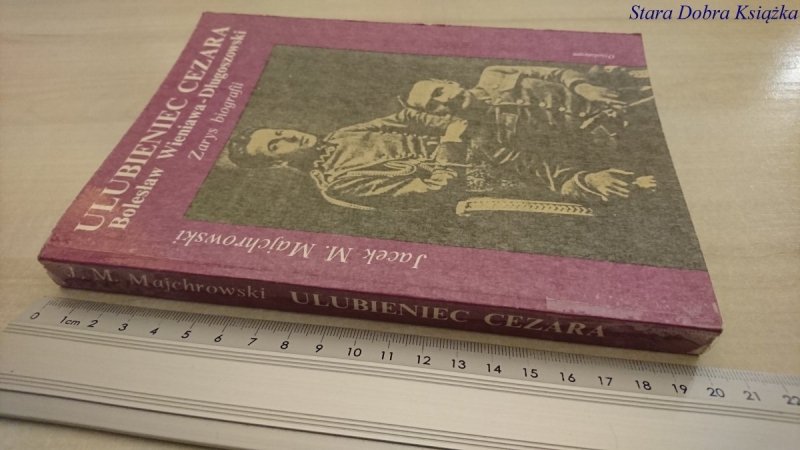 Stara Dobra Książka
ULUBIENIEC CEZARA
Bolesław Wieniawa-Długoszowski
Zarys biografii
Ossolineum
Jacek M. Majchrowski
J. M. Majchrowski ULUBIENIEC CEZARA
0 1cm 2 3 4 5 6 7 8 9 10 11 12 13 14 15 16 17 18 19 20 21 22